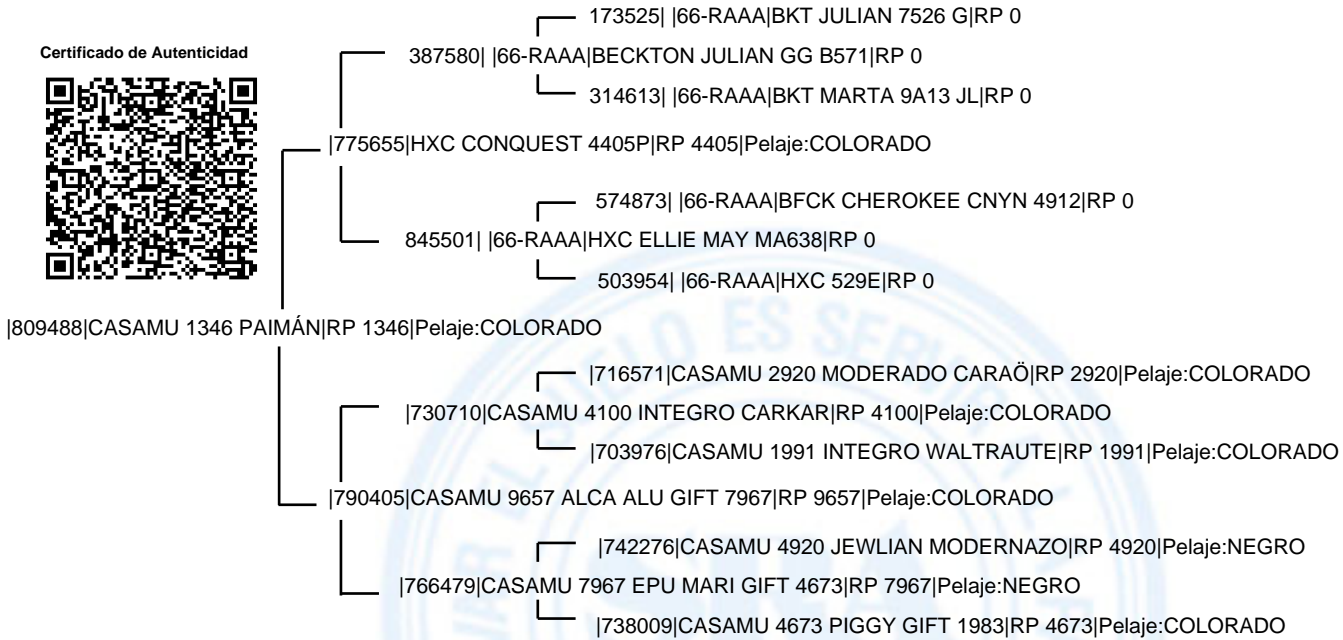 173525| |66-RAAA|BKT JULIAN 7526 G|RP 0
Certificado de Autenticidad
387580| |66-RAAA|BECKTON JULIAN GG B571|RP 0
314613| |66-RAAA|BKT MARTA 9A13 JL|RP 0
|775655|HXC CONQUEST 4405P|RP 4405|Pelaje:COLORADO
574873| |66-RAAA|BFCK CHEROKEE CNYN 4912|RP 0
845501| |66-RAAA|HXC ELLIE MAY MA638|RP 0
503954| |66-RAAA|HXC 529E|RP 0
|809488|CASAMU 1346 PAIMÁN|RP 1346|Pelaje:COLORADO
|716571|CASAMU 2920 MODERADO CARAÖ|RP 2920|Pelaje:COLORADO
|730710|CASAMU 4100 INTEGRO CARKAR|RP 4100|Pelaje:COLORADO
|703976|CASAMU 1991 INTEGRO WALTRAUTE|RP 1991|Pelaje:COLORADO
|790405|CASAMU 9657 ALCA ALU GIFT 7967|RP 9657|Pelaje:COLORADO
|742276|CASAMU 4920 JEWLIAN MODERNAZO|RP 4920|Pelaje:NEGRO
|766479|CASAMU 7967 EPU MARI GIFT 4673|RP 7967|Pelaje:NEGRO
|738009|CASAMU 4673 PIGGY GIFT 1983|RP 4673|Pelaje:COLORADO